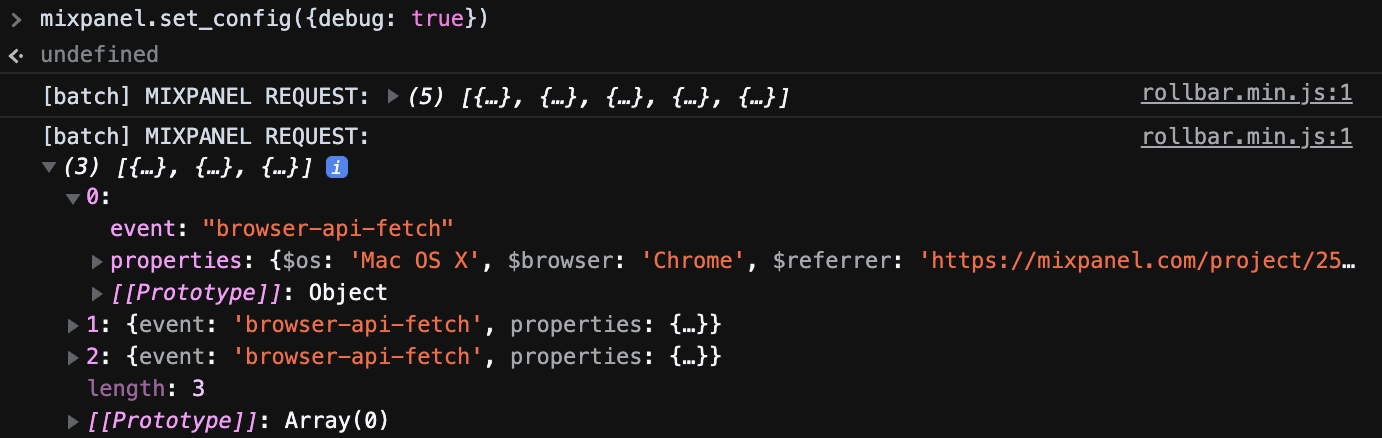 mixpanel.set_config({debug: true})
undefined
[batch] MIXPANEL REQUEST: (5) [{…}, {…}, {…}, {…}, {…}] rollbar.min.js:1
[batch] MIXPANEL REQUEST: rollbar.min.js:1
(3) [{…}, {…}, {…}] i
0:
event: "browser-api-fetch"
properties: {$os: 'Mac OS X', $browser: 'Chrome', $referrer: 'https://mixpanel.com/project/25…
[[Prototype]]: Object
1: {event: 'browser-api-fetch', properties: {…}}
2: {event: 'browser-api-fetch', properties: {…}}
length: 3
[[Prototype]]: Array(0)